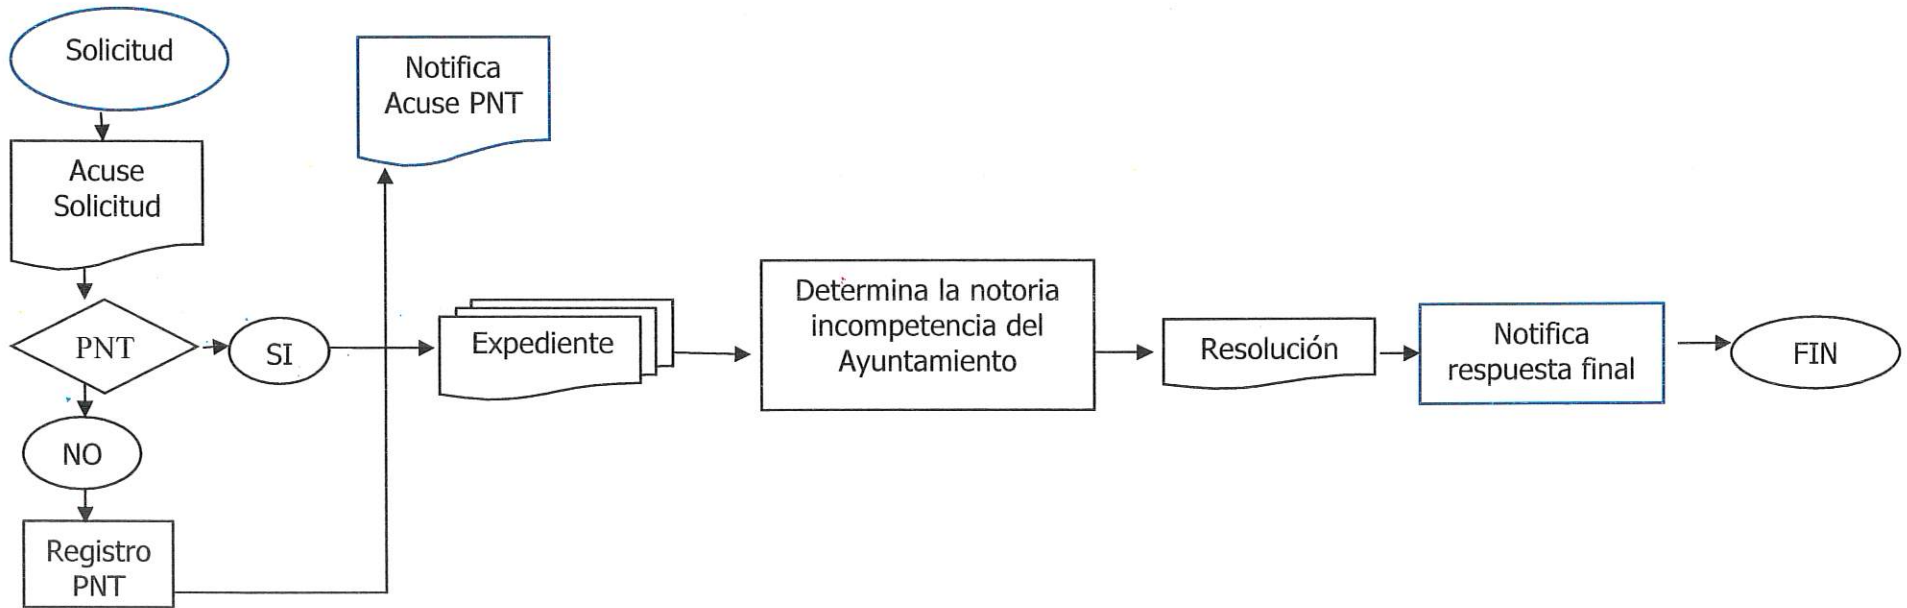 Solicitud
Notifica
Acuse PNT
Acuse
Solicitud
PNT
SI
Expediente
Determina la notoria
incompetencia del
Ayuntamiento
Resolución
Notifica
respuesta final
FIN
NO
Registro
PNT